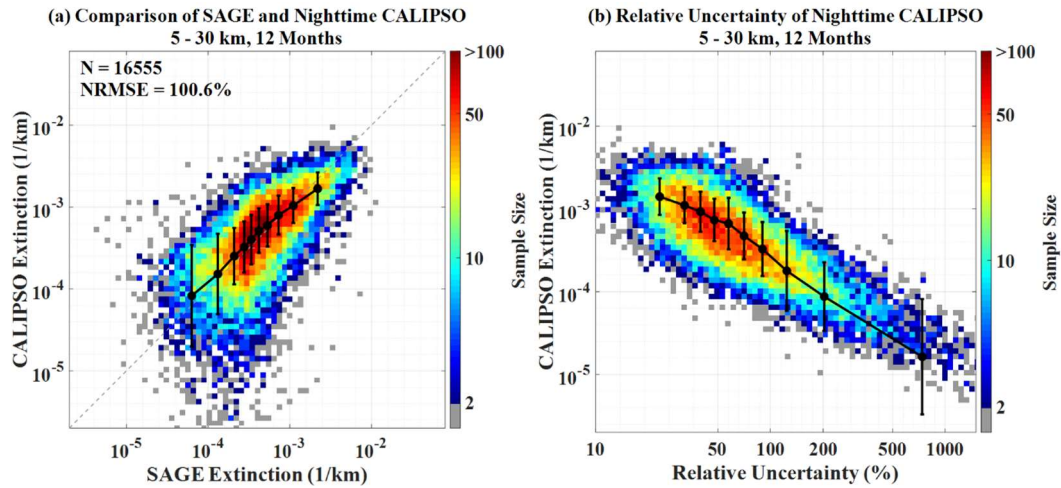 (a) Comparison of SAGE and Nighttime CALIPSO
5 - 30 km, 12 Months
N = 16555
NRMSE = 100.6%
CALIPSO Extinction (1/km)
10^-2
10^-3
10^-4
10^-5
10^-5 10^-4 10^-3 10^-2
SAGE Extinction (1/km)
>100
50
10
2
Sample Size
(b) Relative Uncertainty of Nighttime CALIPSO
5 - 30 km, 12 Months
CALIPSO Extinction (1/km)
10^-2
10^-3
10^-4
10^-5
10 50 100 200 500 1000
Relative Uncertainty (%)
>100
50
10
2
Sample Size